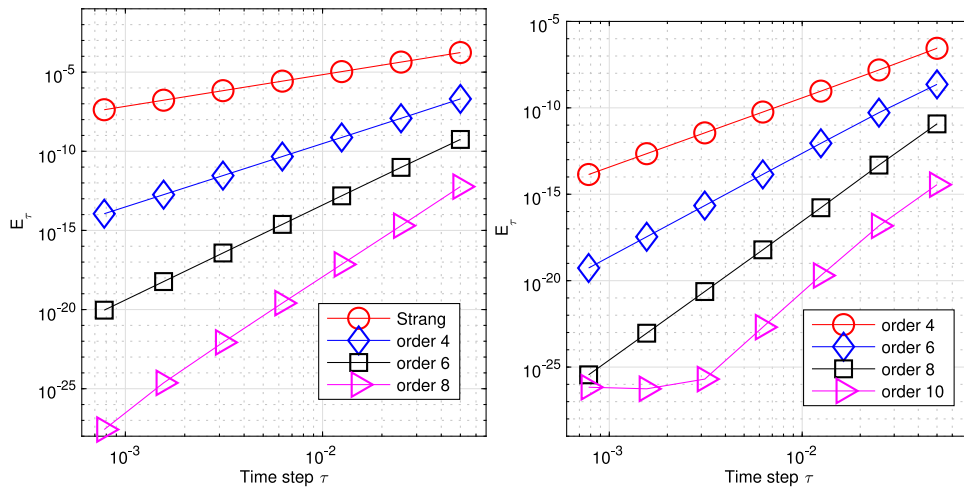 10^-5
10^-10
10^-15
10^-20
10^-25
E_τ
10^-3
10^-2
Time step τ
Strang
order 4
order 6
order 8
10^-5
10^-10
10^-15
10^-20
10^-25
E_τ
10^-3
10^-2
Time step τ
order 4
order 6
order 8
order 10